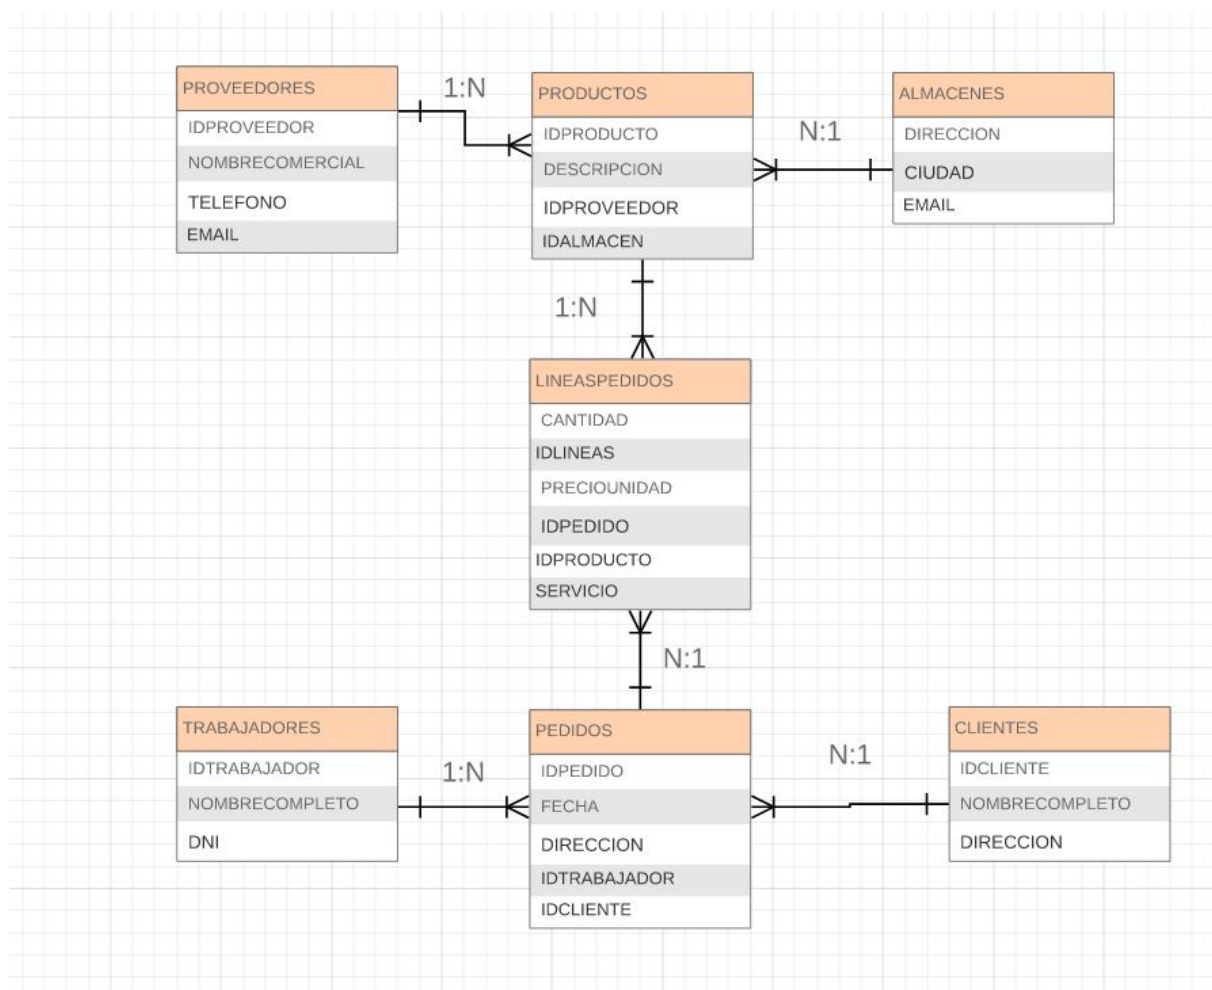 PROVEEDORES
IDPROVEEDOR
NOMBRECOMERCIAL
TELEFONO
EMAIL
1:N
PRODUCTOS
IDPRODUCTO
DESCRIPCION
IDPROVEEDOR
IDALMACEN
N:1
ALMACENES
DIRECCION
CIUDAD
EMAIL
1:N
LINEASPEDIDOS
CANTIDAD
IDLINEAS
PRECIOUNIDAD
IDPEDIDO
IDPRODUCTO
SERVICIO
N:1
TRABAJADORES
IDTRABAJADOR
NOMBRECOMPLETO
DNI
1:N
PEDIDOS
IDPEDIDO
FECHA
DIRECCION
IDTRABAJADOR
IDCLIENTE
N:1
CLIENTES
IDCLIENTE
NOMBRECOMPLETO
DIRECCION